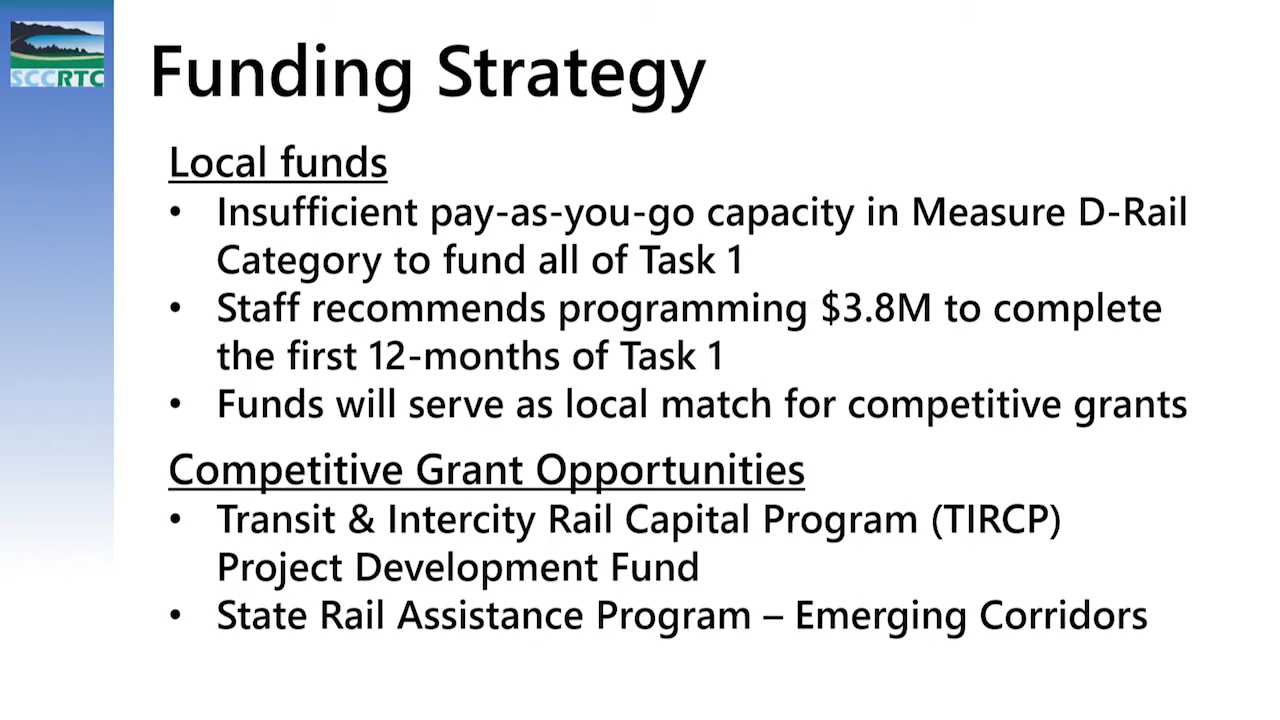 SCCRTC
Funding Strategy
Local funds
• Insufficient pay-as-you-go capacity in Measure D-Rail
Category to fund all of Task 1
• Staff recommends programming $3.8M to complete
the first 12-months of Task 1
• Funds will serve as local match for competitive grants
Competitive Grant Opportunities
• Transit & Intercity Rail Capital Program (TIRCP)
Project Development Fund
• State Rail Assistance Program – Emerging Corridors